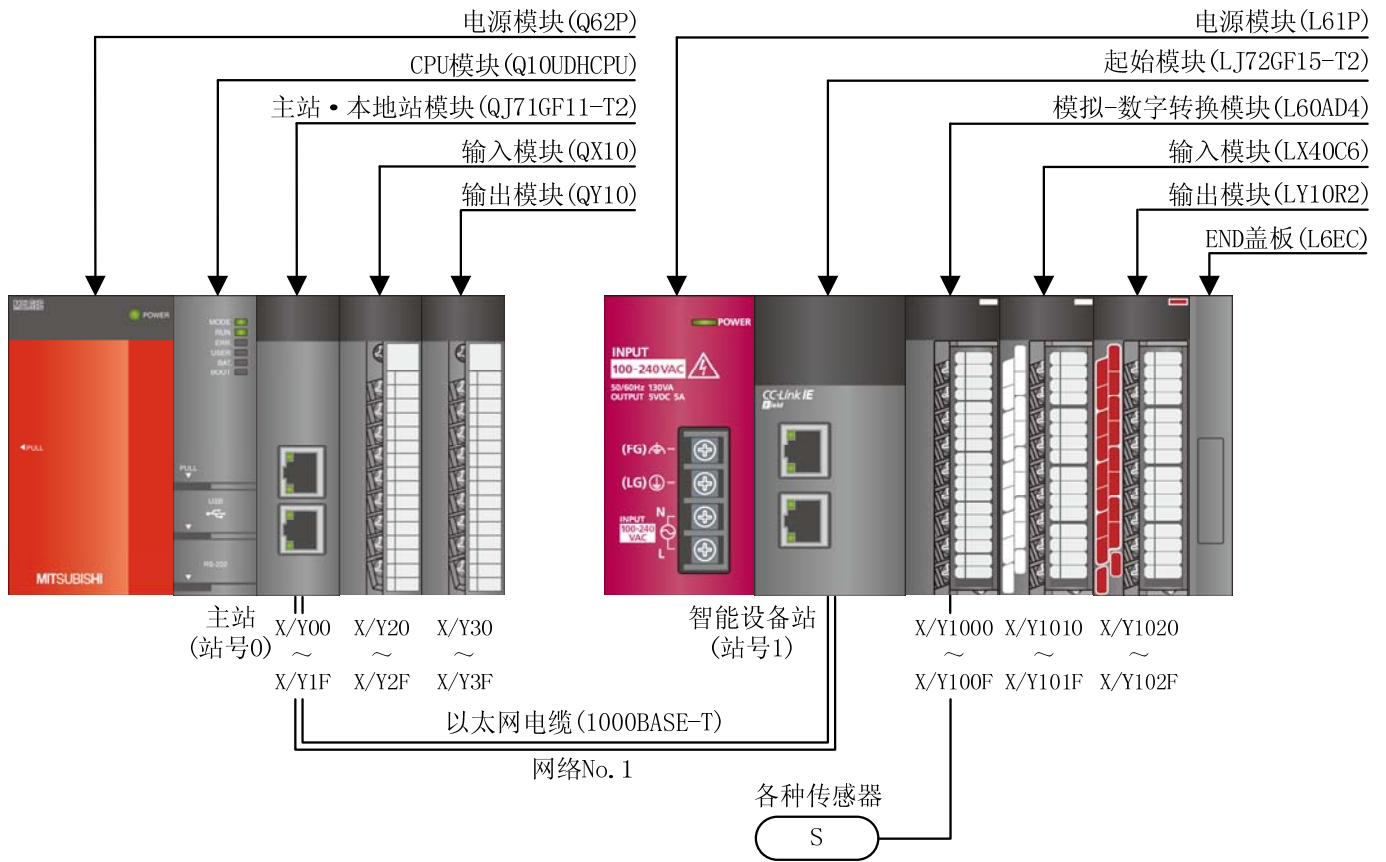 电源模块(Q62P)
CPU模块(Q10UDHCPU)
主站·本地站模块(QJ71GF11-T2)
输入模块(QX10)
输出模块(QY10)
电源模块(L61P)
起始模块(LJ72GF15-T2)
模拟-数字转换模块(L60AD4)
输入模块(LX40C6)
输出模块(LY10R2)
END盖板(L6EC)
MELSEC
POWER
MODE
RUN
ERR
USER
BAT
BOOT
PULL
PULL
USB
RS-232
MITSUBISHI
POWER
INPUT
100-240VAC
50/60Hz 130VA
OUTPUT 5VDC 5A
(FG)
(LG)
INPUT
100-240
VAC
N
L
CC-Link IE
Field
主站
(站号0)
X/Y00
～
X/Y1F
X/Y20
～
X/Y2F
X/Y30
～
X/Y3F
智能设备站
(站号1)
X/Y1000
～
X/Y100F
X/Y1010
～
X/Y101F
X/Y1020
～
X/Y102F
以太网电缆(1000BASE-T)
网络No.1
各种传感器
S